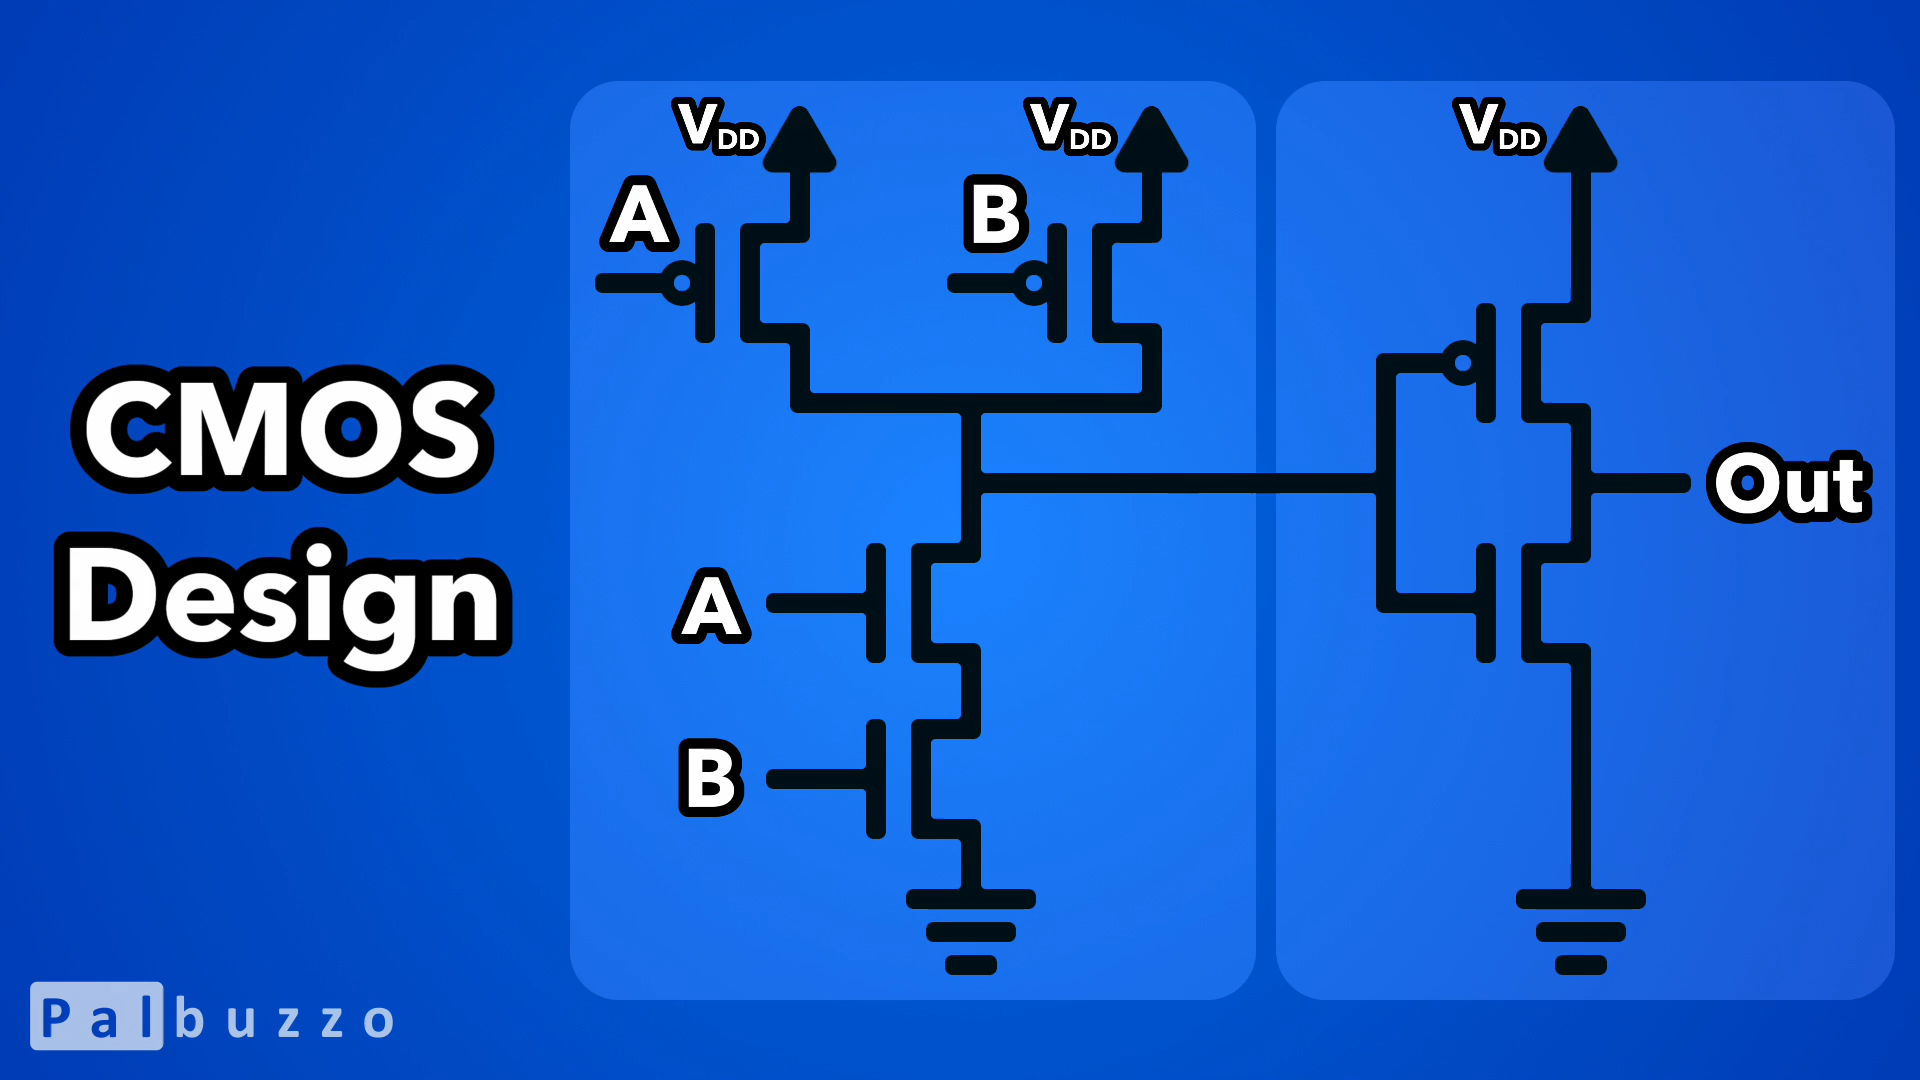 CMOS
Design
VDD
VDD
VDD
A
B
A
B
Out
Palbuzzo